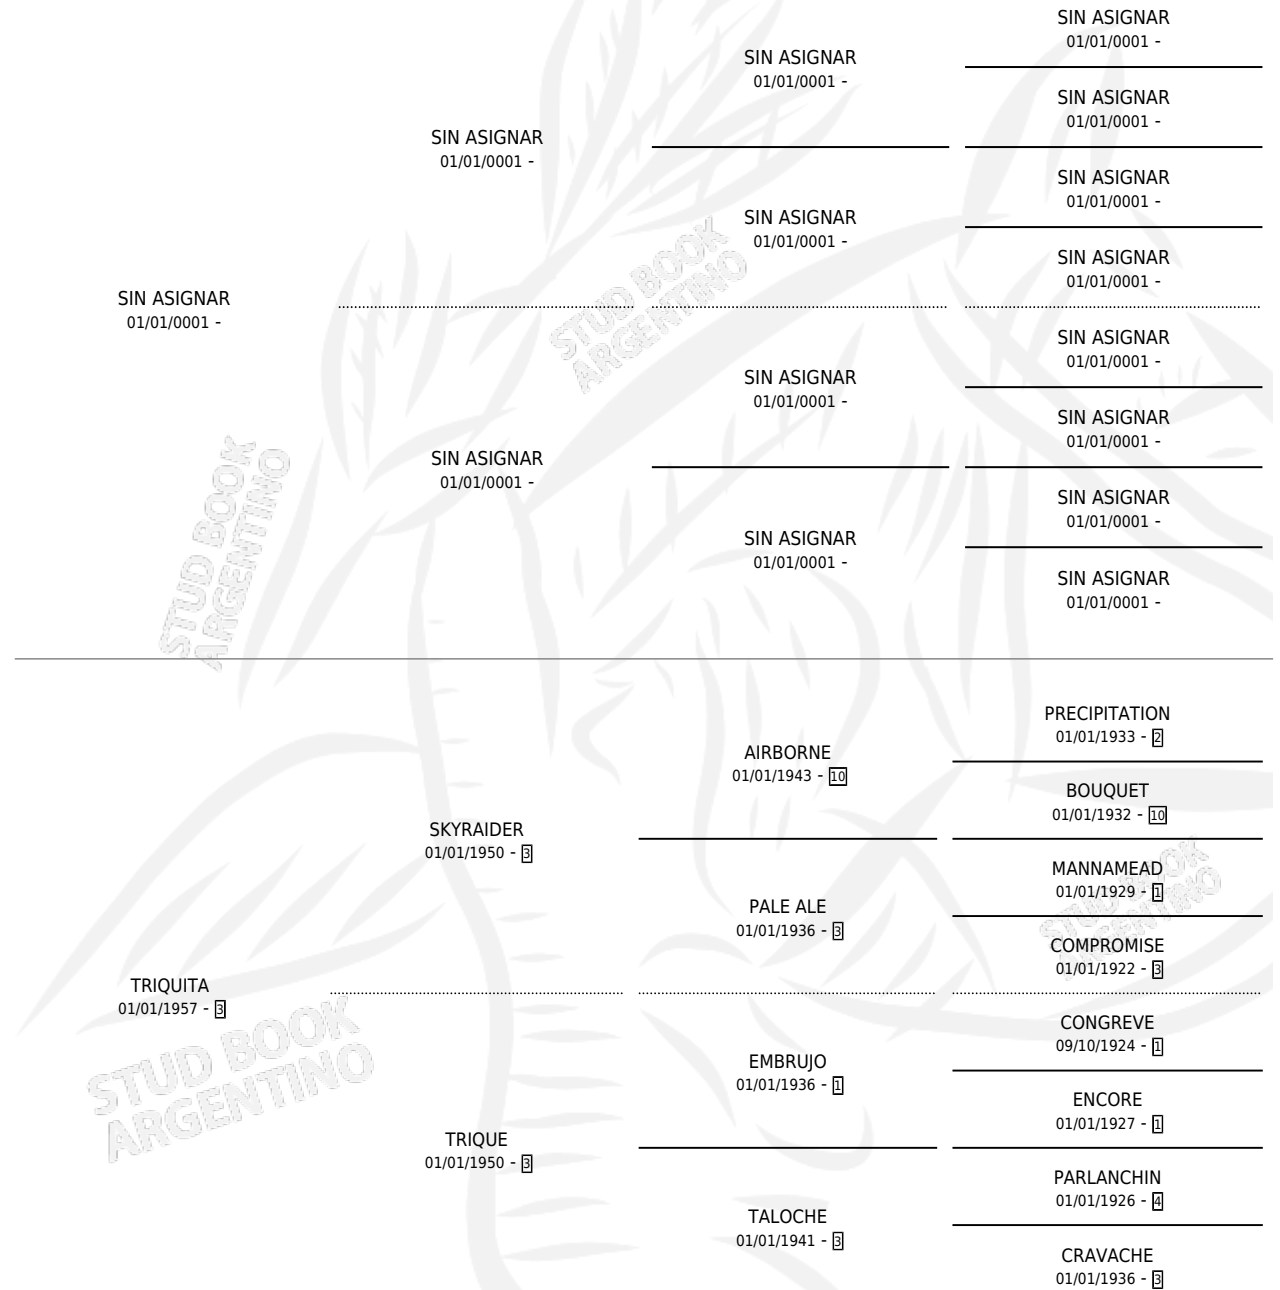 SIN ASIGNAR
01/01/0001 -
SIN ASIGNAR
01/01/0001 -
SIN ASIGNAR
01/01/0001 -
SIN ASIGNAR
01/01/0001 -
SIN ASIGNAR
01/01/0001 -
SIN ASIGNAR
01/01/0001 -
SIN ASIGNAR
01/01/0001 -
SIN ASIGNAR
01/01/0001 -
SIN ASIGNAR
01/01/0001 -
SIN ASIGNAR
01/01/0001 -
SIN ASIGNAR
01/01/0001 -
SIN ASIGNAR
01/01/0001 -
SIN ASIGNAR
01/01/0001 -
SIN ASIGNAR
01/01/0001 -
SIN ASIGNAR
01/01/0001 -
STUD BOOK
ARGENTINO
STUD BOOK
ARGENTINO
TRIQUITA
01/01/1957 - 3
SKYRAIDER
01/01/1950 - 3
AIRBORNE
01/01/1943 - 10
PRECIPITATION
01/01/1933 - 2
BOUQUET
01/01/1932 - 10
PALE ALE
01/01/1936 - 3
MANNAMEAD
01/01/1929 - 1
COMPROMISE
01/01/1922 - 3
TRIQUE
01/01/1950 - 3
EMBRUJO
01/01/1936 - 1
CONGREVE
09/10/1924 - 1
ENCORE
01/01/1927 - 1
TALOCHE
01/01/1941 - 3
PARLANCHIN
01/01/1926 - 4
CRAVACHE
01/01/1936 - 3
STUD BOOK
ARGENTINO
STUD BOOK
ARGENTINO